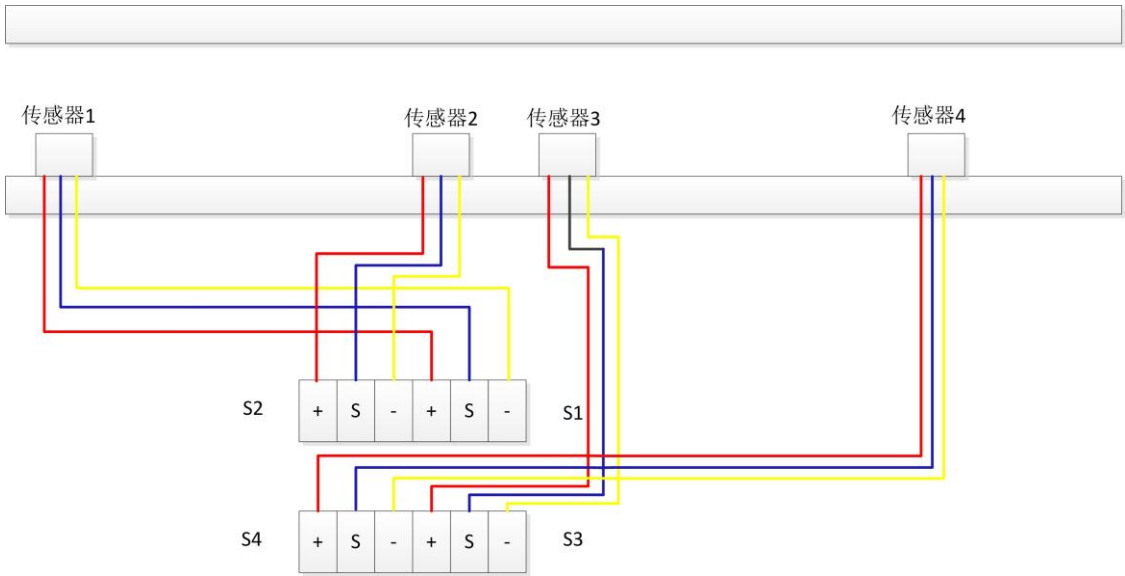 传感器1
传感器2
传感器3
传感器4
S2
+ S - + S -
S1
S4
+ S - + S -
S3